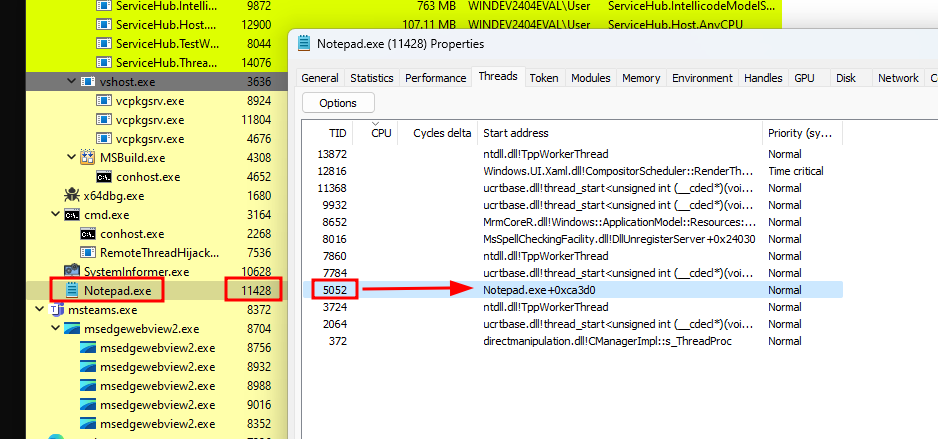 ServiceHub.Intelli... 9872 763 MB WINDEV2404EVAL\User ServiceHub.IntellicodeModelS...
ServiceHub.Host.... 12900 107.11 MB WINDEV2404EVAL\User ServiceHub.Host.AnyCPU
ServiceHub.TestW... 8044
ServiceHub.Threa... 14076
vshost.exe 3636
vcpkgsrv.exe 8924
vcpkgsrv.exe 11804
vcpkgsrv.exe 4676
MSBuild.exe 4308
conhost.exe 4652
x64dbg.exe 1680
cmd.exe 3164
conhost.exe 2268
RemoteThreadHijack... 7536
SystemInformer.exe 10628
Notepad.exe 11428
msteams.exe 8372
msedgewebview2.exe 8704
msedgewebview2.exe 8756
msedgewebview2.exe 8932
msedgewebview2.exe 8988
msedgewebview2.exe 9016
msedgewebview2.exe 8352
Notepad.exe (11428) Properties
General Statistics Performance Threads Token Modules Memory Environment Handles GPU Disk Network C
Options
TID CPU Cycles delta Start address Priority (sy...
13872 ntdll.dll!TppWorkerThread Normal
12816 Windows.UI.Xaml.dll!CompositorScheduler::RenderTh... Time critical
11368 ucrtbase.dll!thread_start<unsigned int (__cdecl*)(voi... Normal
9932 ucrtbase.dll!thread_start<unsigned int (__cdecl*)(voi... Normal
8652 MrmCoreR.dll!Windows::ApplicationModel::Resources:... Normal
8016 MsSpellCheckingFacility.dll!DllUnregisterServer+0x24030 Normal
7860 ntdll.dll!TppWorkerThread Normal
7784 ucrtbase.dll!thread_start<unsigned int (__cdecl*)(voi... Normal
5052 Notepad.exe+0xca3d0 Normal
3724 ntdll.dll!TppWorkerThread Normal
2064 ucrtbase.dll!thread_start<unsigned int (__cdecl*)(voi... Normal
372 directmanipulation.dll!CManagerImpl::s_ThreadProc Normal